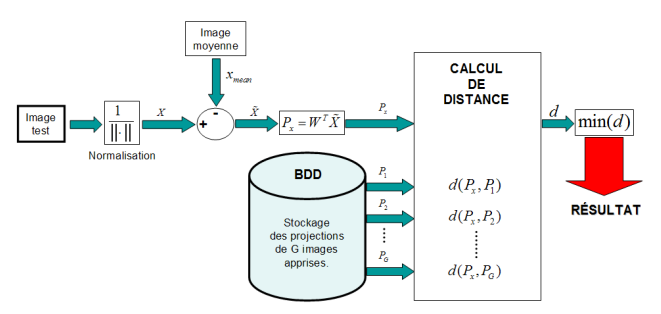 Image
moyenne
x_mean
Image
test
1
‖·‖
Normalisation
X
-
+
X̃
P_x = W^T X̃
P_x
CALCUL
DE
DISTANCE
d
min(d)
RÉSULTAT
BDD
Stockage
des projections
de G images
apprises.
P_1
P_2
P_G
d(P_x, P_1)
d(P_x, P_2)
d(P_x, P_G)